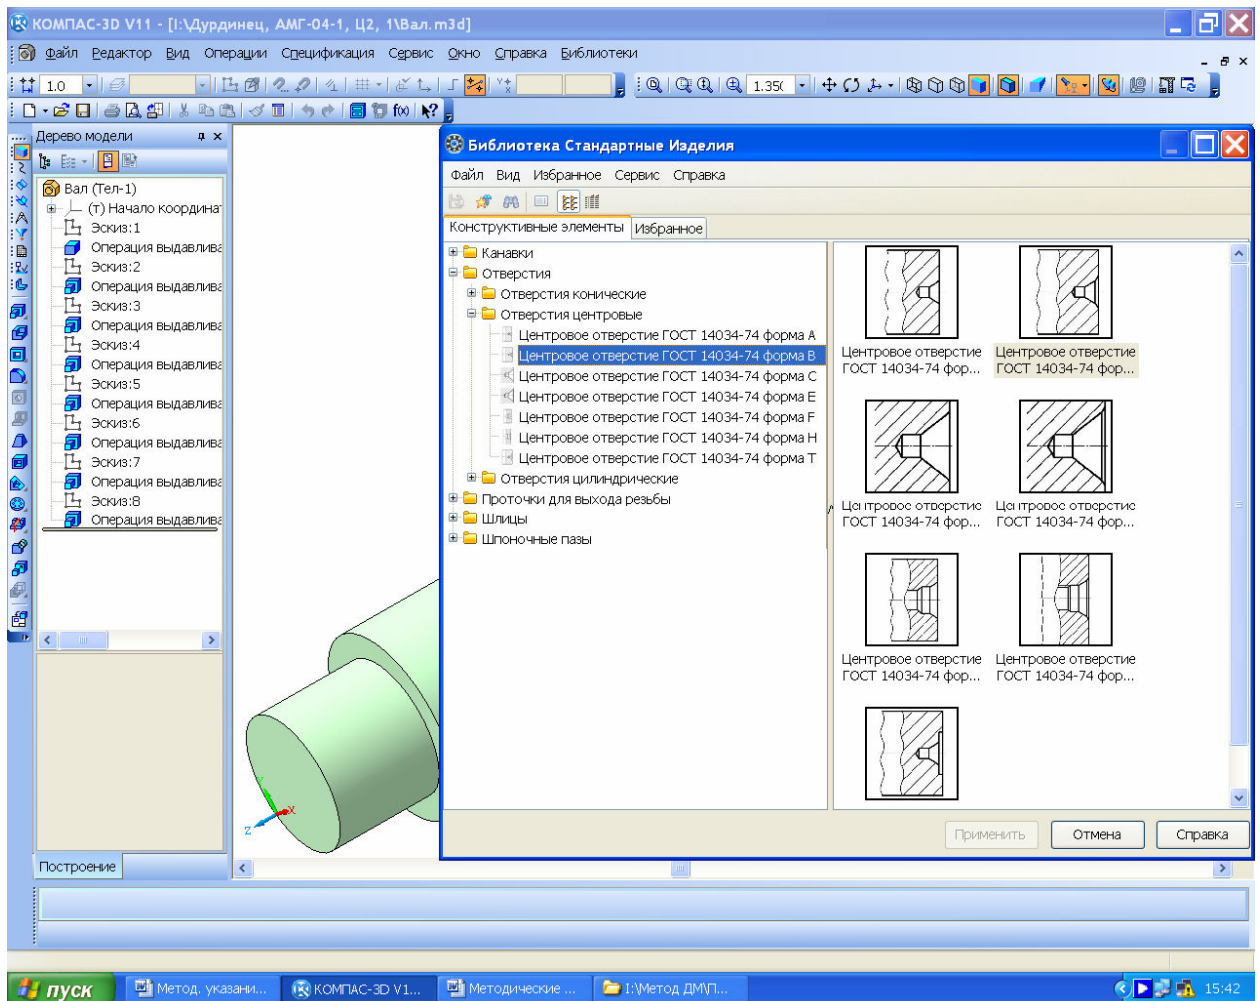 КОМПАС-3D V11 - [I:\Дурдинец, АМГ-04-1, Ц2, 1\Вал.m3d]
Файл Редактор Вид Операции Спецификация Сервис Окно Справка Библиотеки
1.0
1.350
f(x)
Дерево модели
Вал (Тел-1)
(т) Начало координат
Эскиз:1
Операция выдавлива
Эскиз:2
Операция выдавлива
Эскиз:3
Операция выдавлива
Эскиз:4
Операция выдавлива
Эскиз:5
Операция выдавлива
Эскиз:6
Операция выдавлива
Эскиз:7
Операция выдавлива
Эскиз:8
Операция выдавлива
Построение
Z
X
Y
Библиотека Стандартные Изделия
Файл Вид Избранное Сервис Справка
Конструктивные элементы Избранное
Канавки
Отверстия
Отверстия конические
Отверстия центровые
Центровое отверстие ГОСТ 14034-74 форма A
Центровое отверстие ГОСТ 14034-74 форма B
Центровое отверстие ГОСТ 14034-74 форма C
Центровое отверстие ГОСТ 14034-74 форма E
Центровое отверстие ГОСТ 14034-74 форма F
Центровое отверстие ГОСТ 14034-74 форма H
Центровое отверстие ГОСТ 14034-74 форма T
Отверстия цилиндрические
Проточки для выхода резьбы
Шлицы
Шпоночные пазы
Центровое отверстие
ГОСТ 14034-74 фор...
Центровое отверстие
ГОСТ 14034-74 фор...
Центровое отверстие
ГОСТ 14034-74 фор...
Центровое отверстие
ГОСТ 14034-74 фор...
Центровое отверстие
ГОСТ 14034-74 фор...
Центровое отверстие
ГОСТ 14034-74 фор...
Применить Отмена Справка
пуск
Метод. указани...
КОМПАС-3D V1...
Методические ...
I:\Метод ДМ\П...
15:42